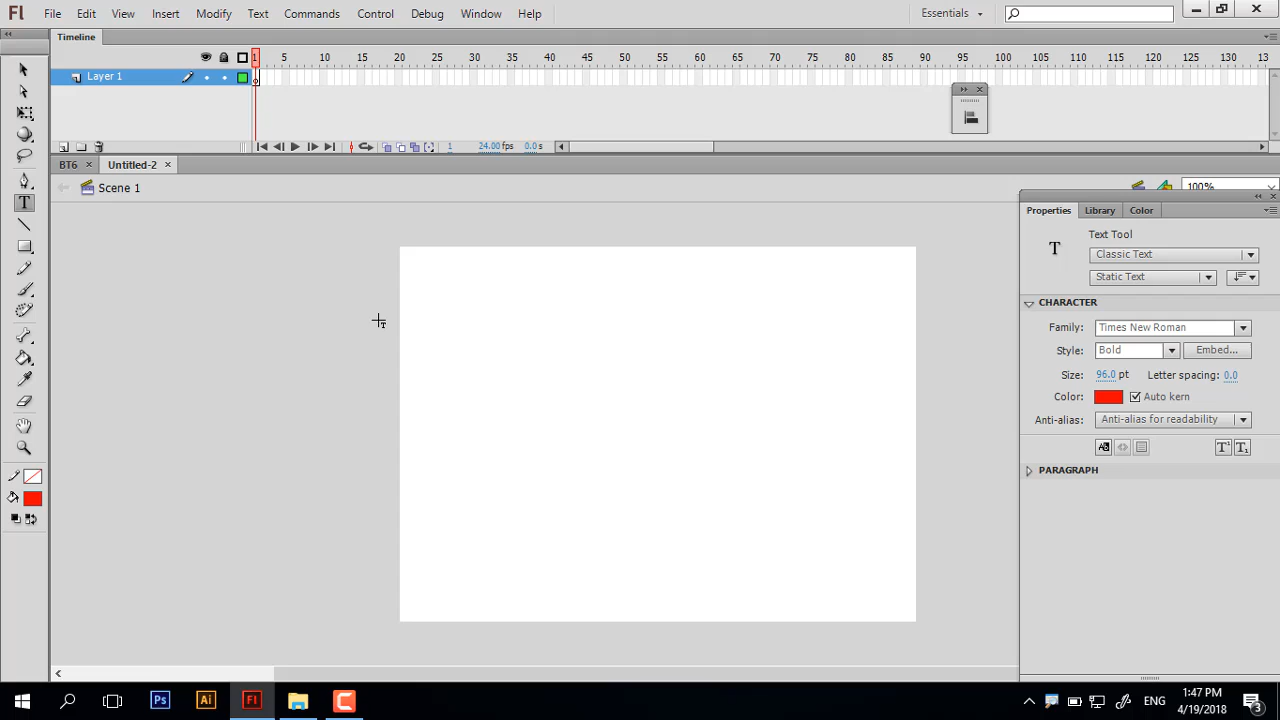 Fl File Edit View Insert Modify Text Commands Control Debug Window Help Essentials
Timeline
1 5 10 15 20 25 30 35 40 45 50 55 60 65 70 75 80 85 90 95 100 105 110 115 120 125 130 13
Layer 1
1 24.00 fps 0.0 s
BT6 Untitled-2
Scene 1 100%
Properties Library Color
Text Tool
T Classic Text
Static Text
CHARACTER
Family: Times New Roman
Style: Bold Embed...
Size: 96.0 pt Letter spacing: 0.0
Color: Auto kern
Anti-alias: Anti-alias for readability
PARAGRAPH
Ps Ai Fl ENG 1:47 PM
4/19/2018 3